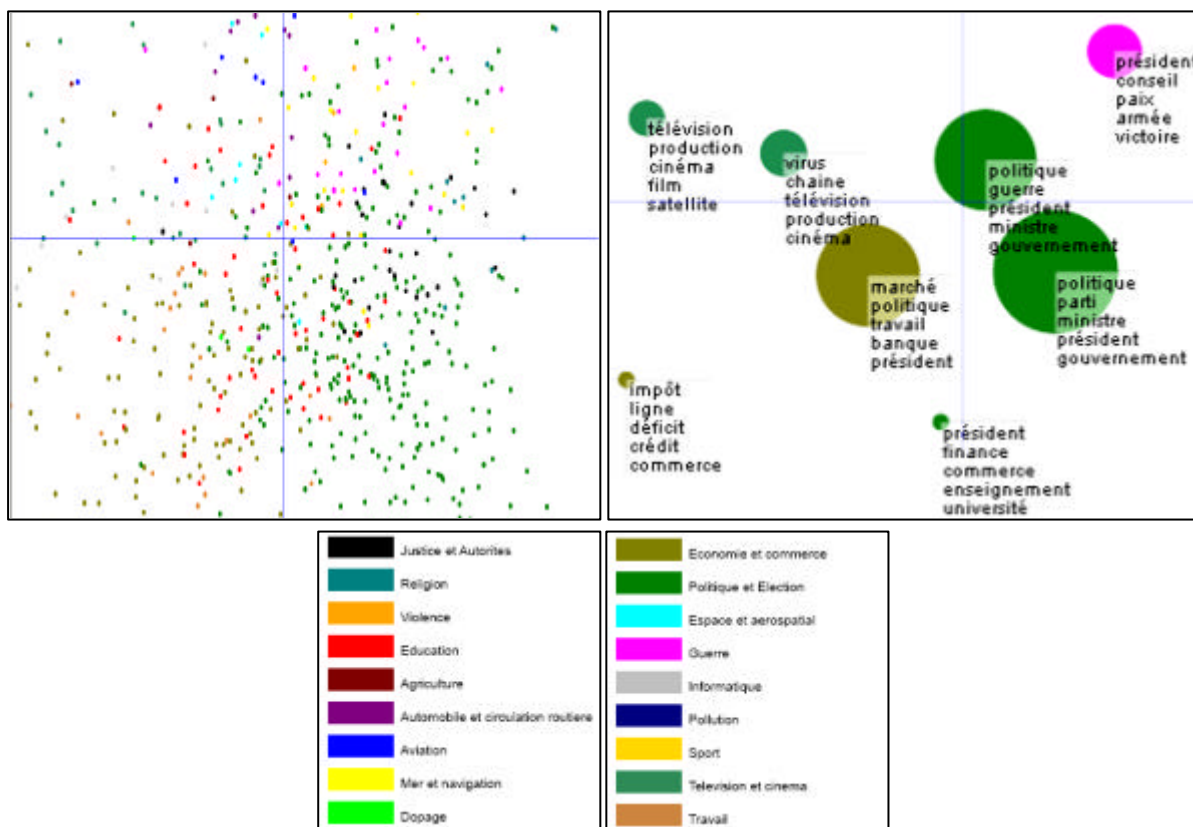 président
conseil
paix
armée
victoire
télévision
production
cinéma
film
satellite
virus
chaine
télévision
production
cinéma
politique
guerre
président
ministre
gouvernement
marché
politique
travail
banque
président
politique
parti
ministre
président
gouvernement
impôt
ligne
déficit
crédit
commerce
président
finance
commerce
enseignement
université
Justice et Autorites
Religion
Violence
Education
Agriculture
Automobile et circulation routiere
Aviation
Mer et navigation
Dopage
Economie et commerce
Politique et Election
Espace et aerospatial
Guerre
Informatique
Pollution
Sport
Television et cinema
Travail